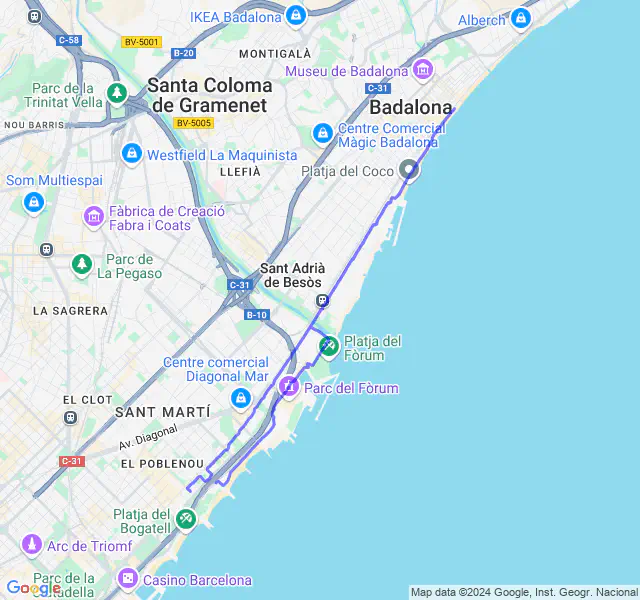 IKEA Badalona
Alberch
C-58
BV-5001
B-20
MONTIGALÀ
Museu de Badalona
Parc de la
Trinitat Vella
Santa Coloma
de Gramenet
C-31
Badalona
NOU BARRIS
BV-5005
Centre Comercial
Màgic Badalona
Westfield La Maquinista
LLEFIÀ
Platja del Coco
Som Multiespai
Fàbrica de Creació
Fabra i Coats
Parc de
La Pegaso
Sant Adrià
de Besòs
C-31
LA SAGRERA
B-10
Platja del
Fòrum
Centre comercial
Diagonal Mar
Parc del Fòrum
EL CLOT
SANT MARTÍ
Av. Diagonal
C-31
EL POBLENOU
Platja del
Bogatell
Arc de Triomf
Parc de la
Ciutadella
Casino Barcelona
Google
Map data ©2024 Google, Inst. Geogr. Nacional